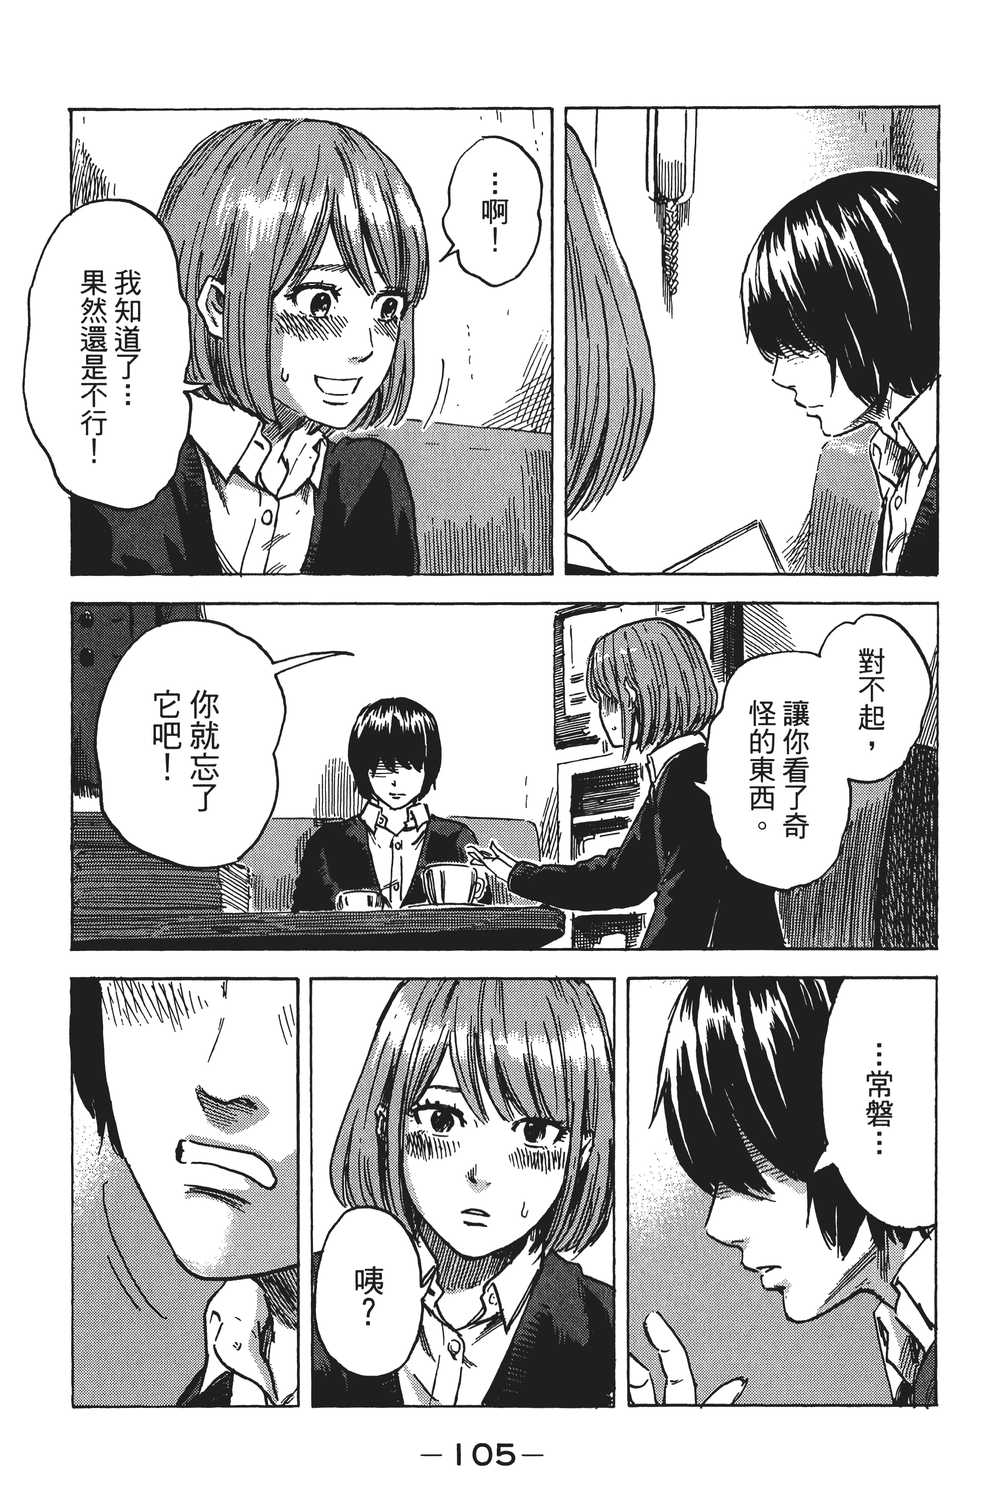 …啊！
我知道了…
果然還是不行！
對不起，
讓你看了奇
怪的東西。
你就忘了
它吧！
…常磐…
咦？
—105—